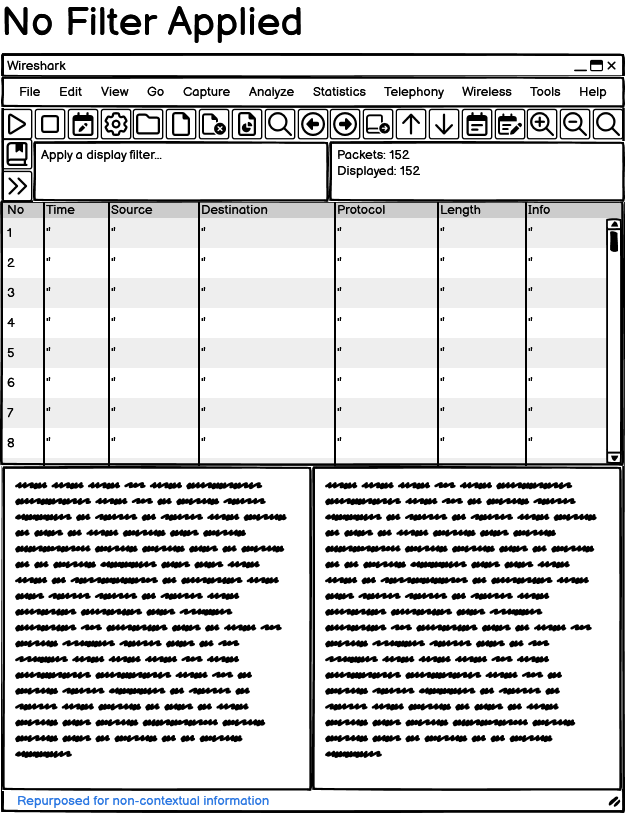 No Filter Applied
Wireshark
File Edit View Go Capture Analyze Statistics Telephony Wireless Tools Help
Apply a display filter...
Packets: 152
Displayed: 152
No Time Source Destination Protocol Length Info
1 " " " " " "
2 " " " " " "
3 " " " " " "
4 " " " " " "
5 " " " " " "
6 " " " " " "
7 " " " " " "
8 " " " " " "
Repurposed for non-contextual information